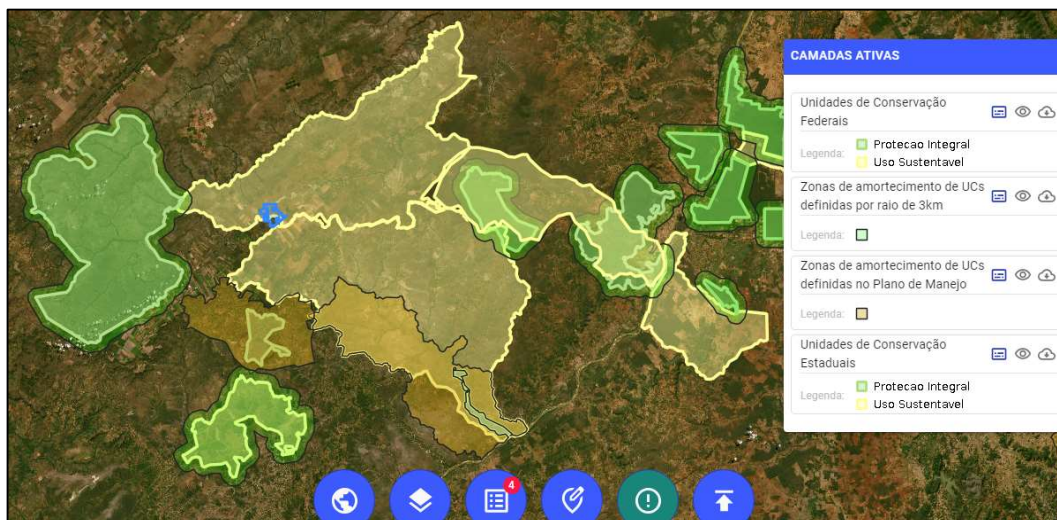 CAMADAS ATIVAS
Unidades de Conservação
Federais
Legenda:
Protecao Integral
Uso Sustentavel
Zonas de amortecimento de UCs
definidas por raio de 3km
Legenda:
Zonas de amortecimento de UCs
definidas no Plano de Manejo
Legenda:
Unidades de Conservação
Estaduais
Legenda:
Protecao Integral
Uso Sustentavel
4